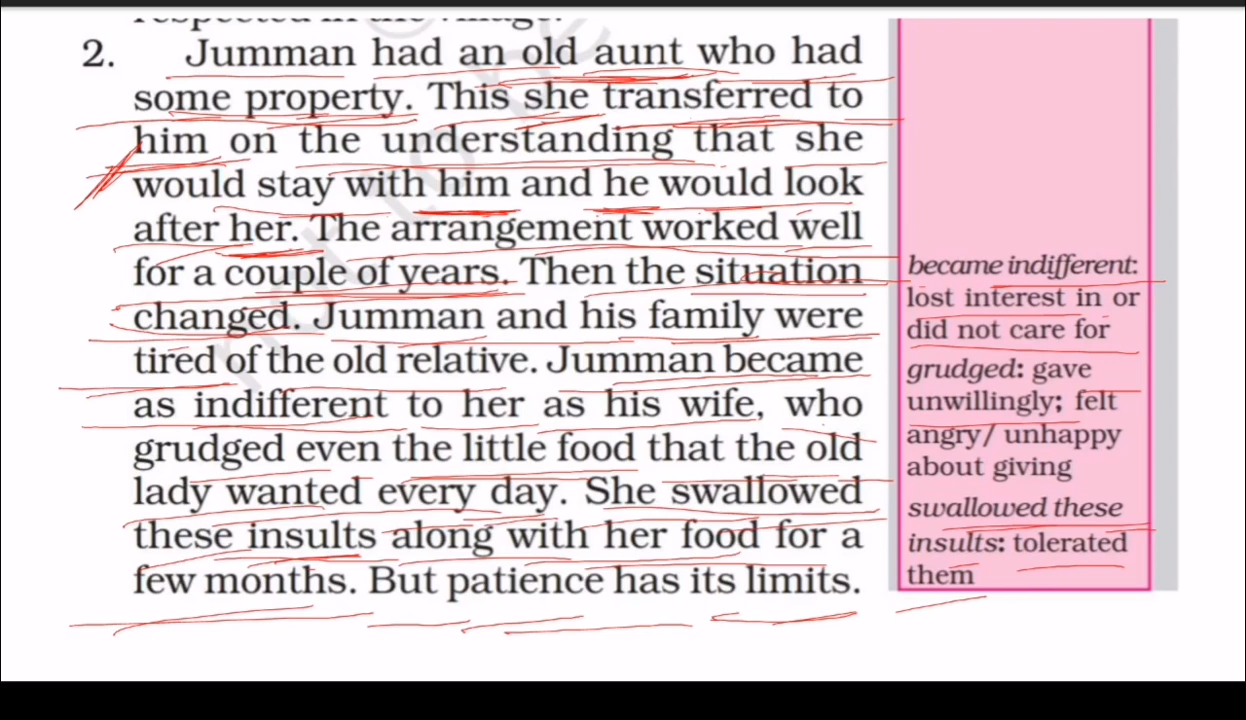 2. Jumman had an old aunt who had
some property. This she transferred to
him on the understanding that she
would stay with him and he would look
after her. The arrangement worked well
for a couple of years. Then the situation
changed. Jumman and his family were
tired of the old relative. Jumman became
as indifferent to her as his wife, who
grudged even the little food that the old
lady wanted every day. She swallowed
these insults along with her food for a
few months. But patience has its limits.
became indifferent:
lost interest in or
did not care for
grudged: gave
unwillingly; felt
angry/ unhappy
about giving
swallowed these
insults: tolerated
them